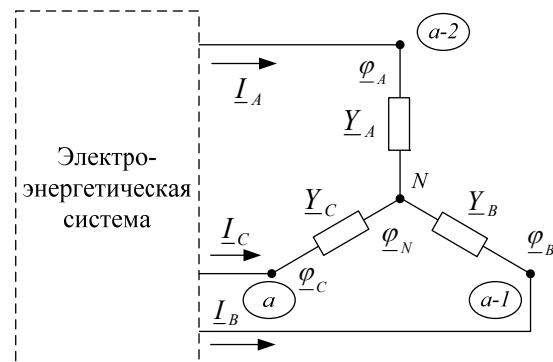 a-2
φ_A
I_A
Y_A
Электро-
энергетическая
система
N
Y_C
Y_B
I_C
φ_N
φ_B
φ_C
a
a-1
I_B